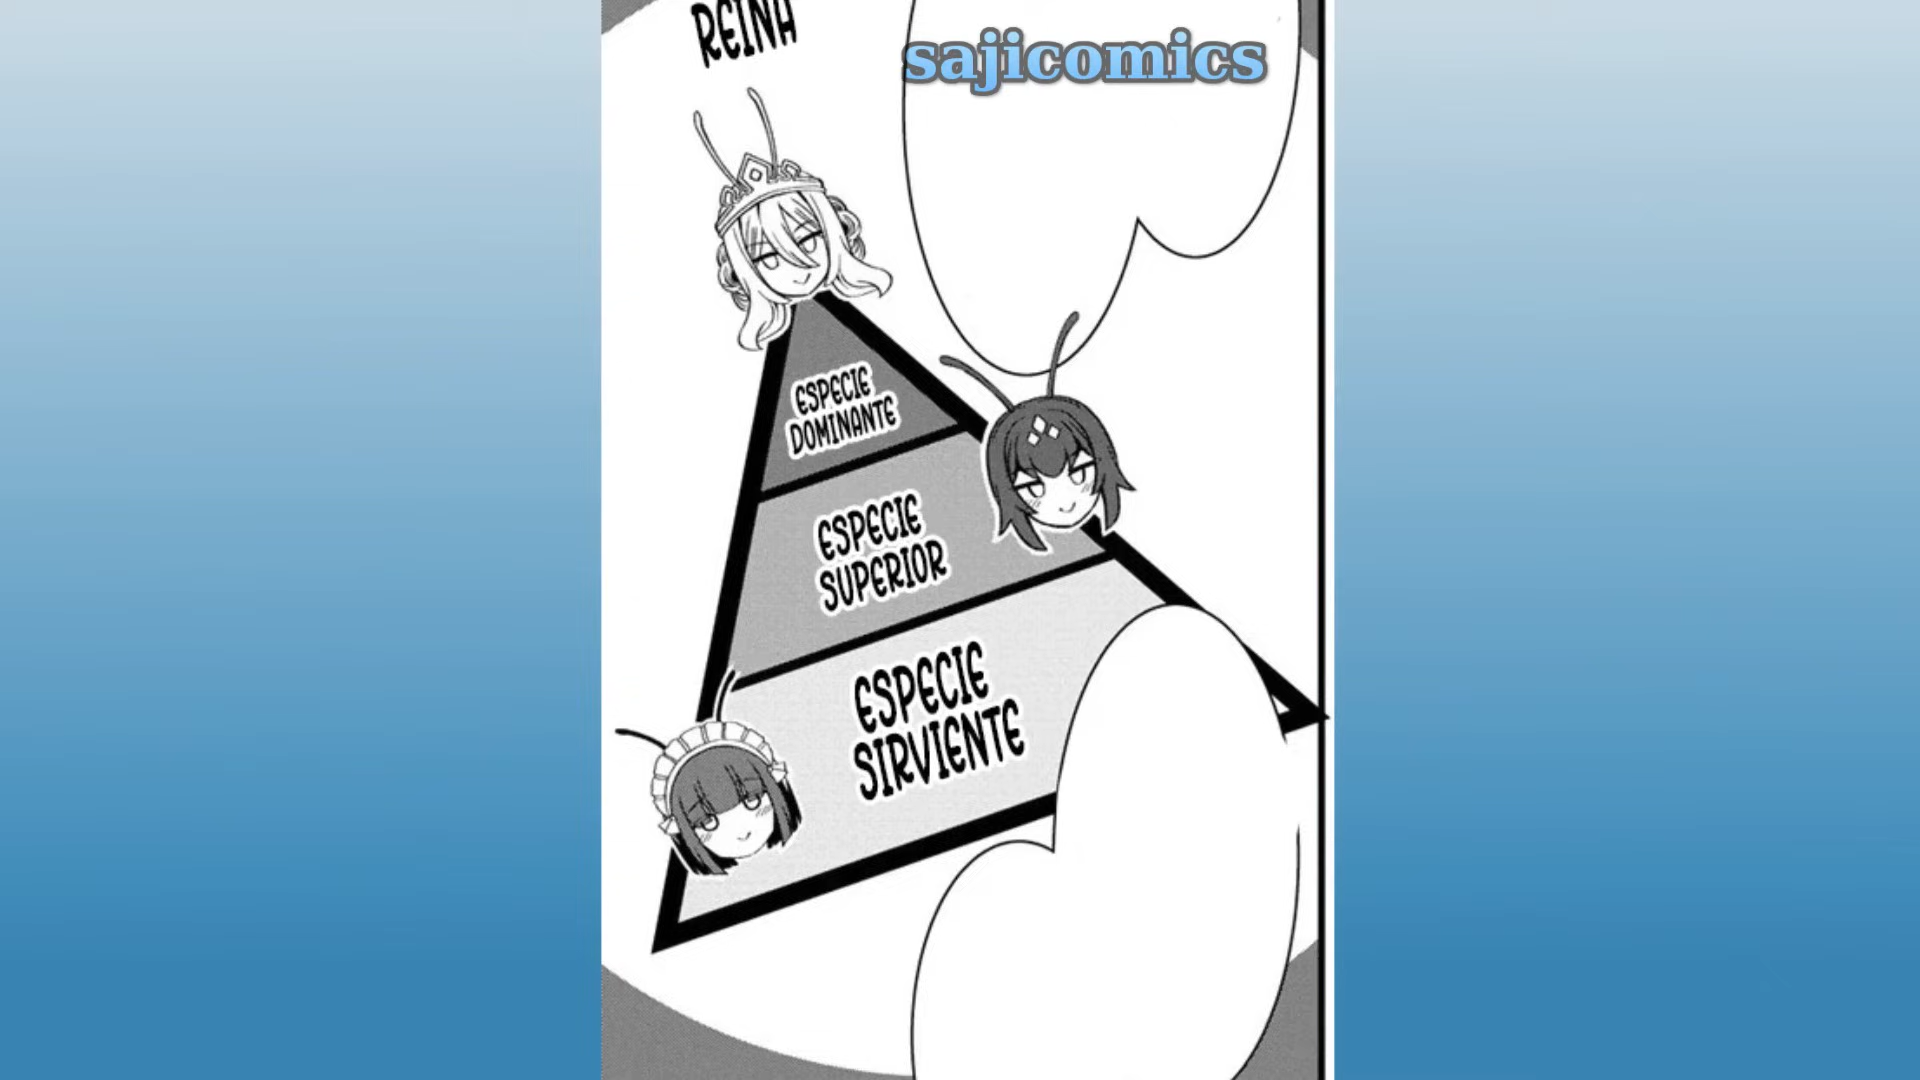 REINA
sajicomics
ESPECIE
DOMINANTE
ESPECIE
SUPERIOR
ESPECIE
SIRVIENTE